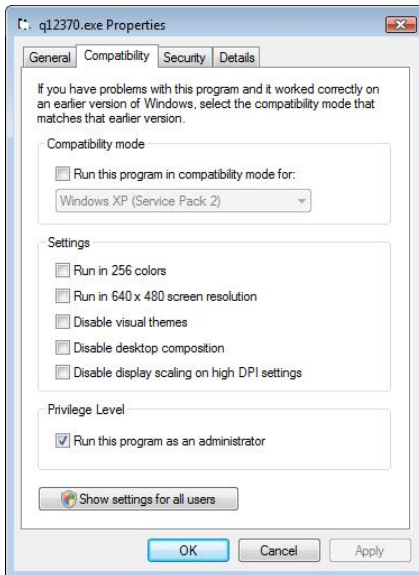 q12370.exe Properties
General Compatibility Security Details
If you have problems with this program and it worked correctly on
an earlier version of Windows, select the compatibility mode that
matches that earlier version.
Compatibility mode
Run this program in compatibility mode for:
Windows XP (Service Pack 2)
Settings
Run in 256 colors
Run in 640 x 480 screen resolution
Disable visual themes
Disable desktop composition
Disable display scaling on high DPI settings
Privilege Level
Run this program as an administrator
Show settings for all users
OK Cancel Apply